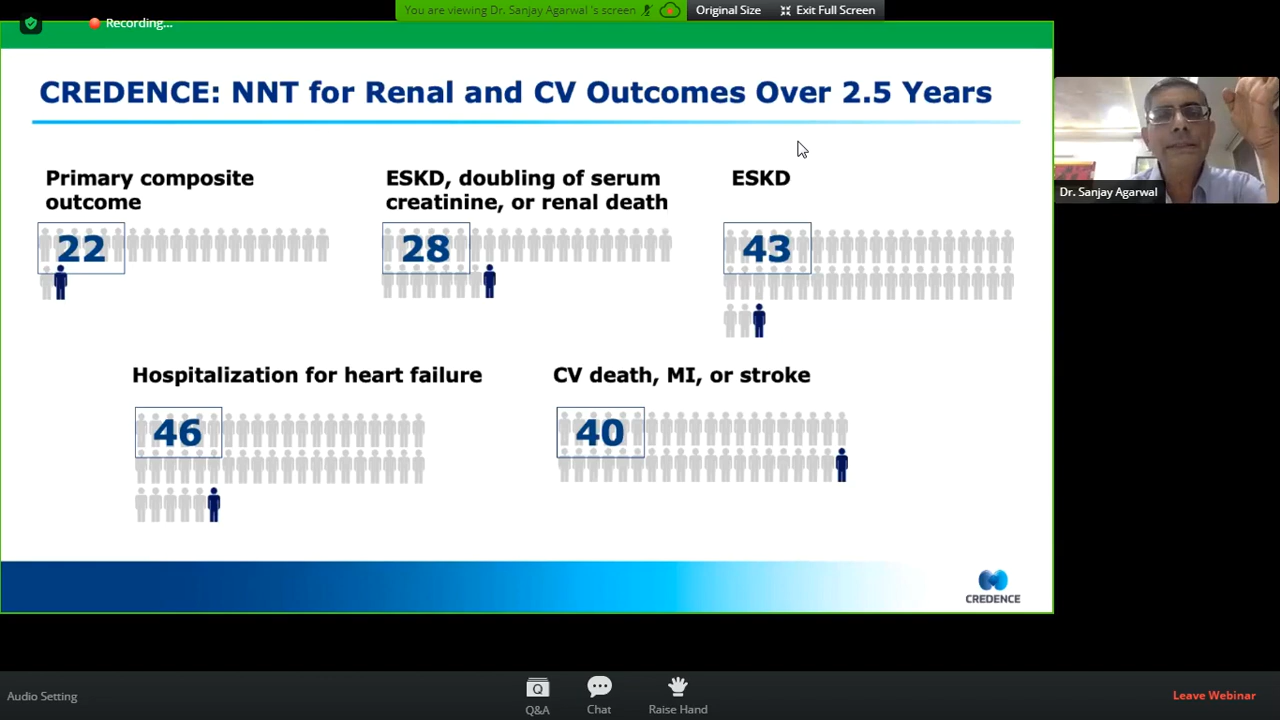 You are viewing Dr. Sanjay Agarwal 's screen
Original Size
Exit Full Screen
Recording...
CREDENCE: NNT for Renal and CV Outcomes Over 2.5 Years
Primary composite
outcome
22
ESKD, doubling of serum
creatinine, or renal death
28
ESKD
43
Dr. Sanjay Agarwal
Hospitalization for heart failure
46
CV death, MI, or stroke
40
CREDENCE
Audio Setting
Q
Q&A
Chat
Raise Hand
Leave Webinar